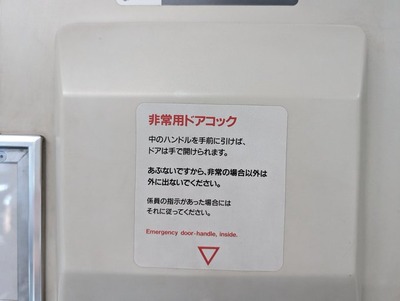 非常用ドアコック
中のハンドルを手前に引けば、
ドアは手で開けられます。
あぶないですから、非常の場合以外は
外に出ないでください。
係員の指示があった場合には
それに従ってください。
Emergency door-handle, inside.